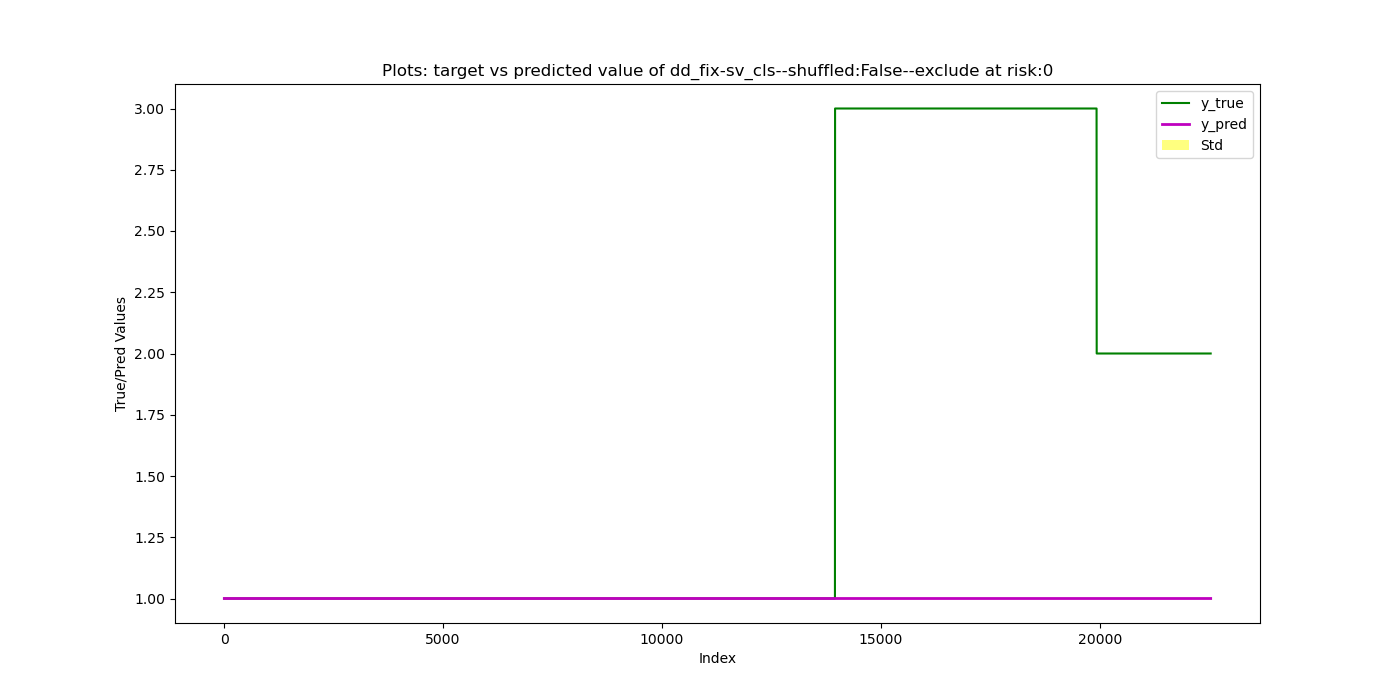 Plots: target vs predicted value of dd_fix-sv_cls--shuffled:False--exclude at risk:0
y_true
y_pred
Std
3.00
2.75
2.50
2.25
2.00
1.75
1.50
1.25
1.00
True/Pred Values
0
5000
10000
15000
20000
Index